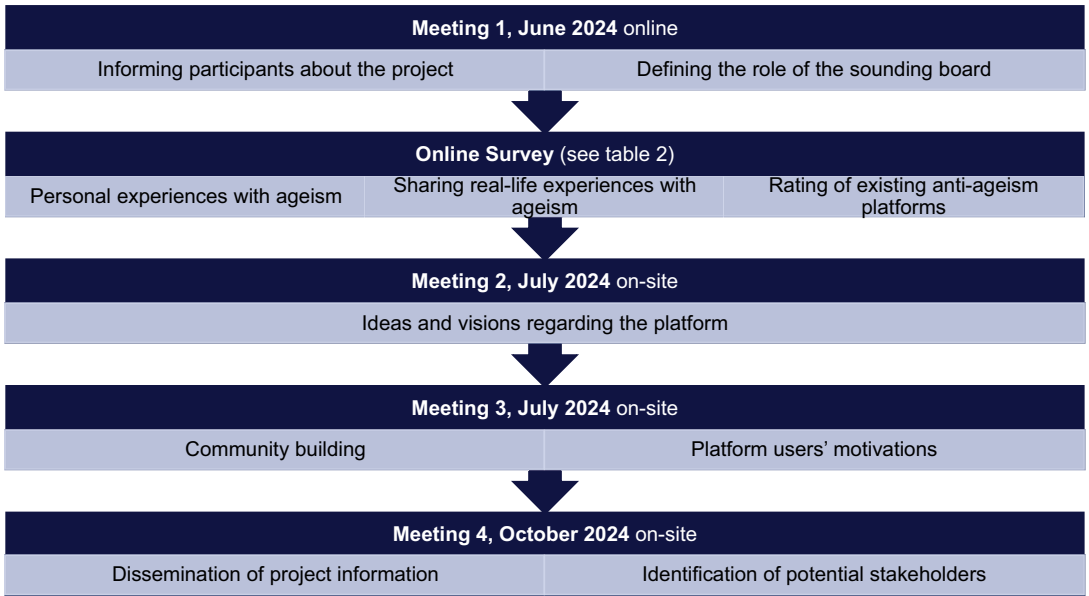 Meeting 1, June 2024 online
Informing participants about the project
Defining the role of the sounding board
Online Survey (see table 2)
Personal experiences with ageism
Sharing real-life experiences with
ageism
Rating of existing anti-ageism
platforms
Meeting 2, July 2024 on-site
Ideas and visions regarding the platform
Meeting 3, July 2024 on-site
Community building
Platform users’ motivations
Meeting 4, October 2024 on-site
Dissemination of project information
Identification of potential stakeholders